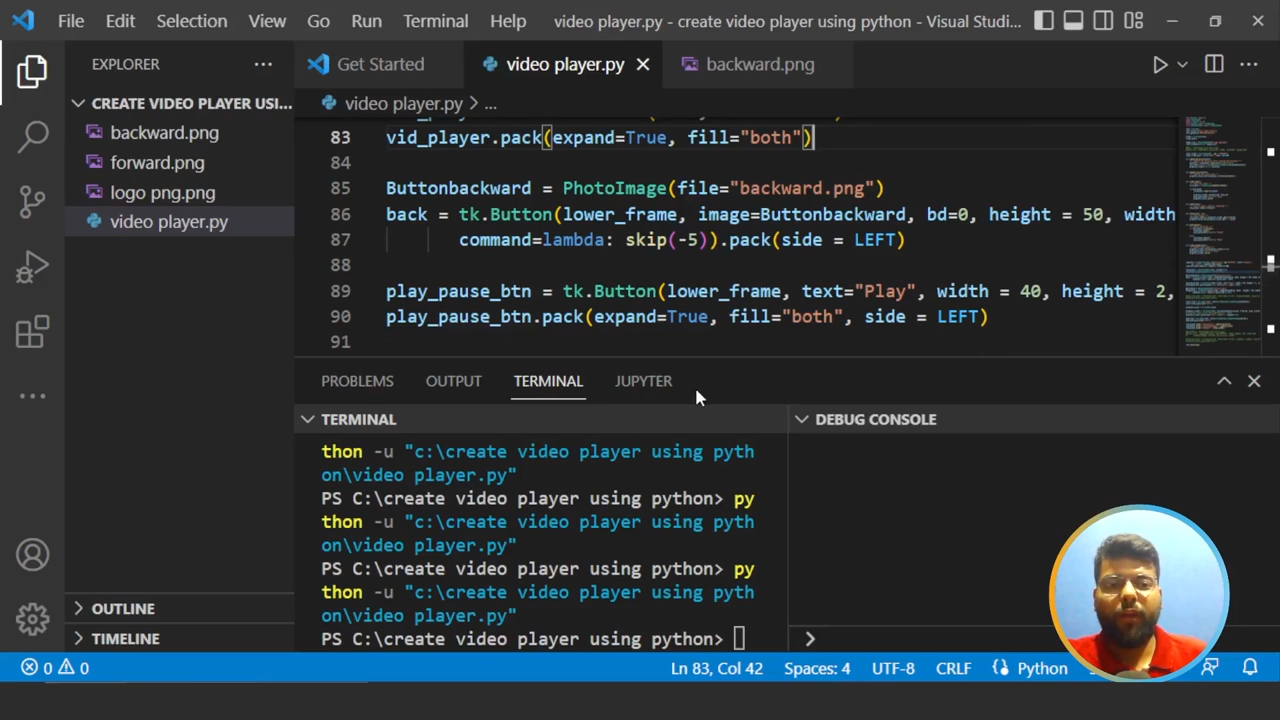 File Edit Selection View Go Run Terminal Help video player.py - create video player using python - Visual Studi...
EXPLORER
CREATE VIDEO PLAYER USI...
backward.png
forward.png
logo png.png
video player.py
OUTLINE
TIMELINE
Get Started video player.py backward.png
video player.py > ...
83 vid_player.pack(expand=True, fill="both")
84
85 Buttonbackward = PhotoImage(file="backward.png")
86 back = tk.Button(lower_frame, image=Buttonbackward, bd=0, height = 50, width
87 command=lambda: skip(-5)).pack(side = LEFT)
88
89 play_pause_btn = tk.Button(lower_frame, text="Play", width = 40, height = 2,
90 play_pause_btn.pack(expand=True, fill="both", side = LEFT)
91
PROBLEMS OUTPUT TERMINAL JUPYTER
TERMINAL
thon -u "c:\create video player using pyth
on\video player.py"
PS C:\create video player using python> py
thon -u "c:\create video player using pyth
on\video player.py"
PS C:\create video player using python> py
thon -u "c:\create video player using pyth
on\video player.py"
PS C:\create video player using python>
DEBUG CONSOLE
0 0 Ln 83, Col 42 Spaces: 4 UTF-8 CRLF Python